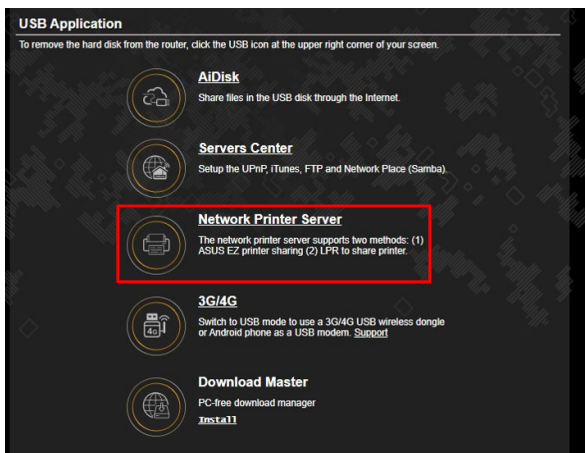 USB Application
To remove the hard disk from the router, click the USB icon at the upper right corner of your screen.
AiDisk
Share files in the USB disk through the Internet.
Servers Center
Setup the UPnP, iTunes, FTP and Network Place (Samba).
Network Printer Server
The network printer server supports two methods: (1)
ASUS EZ printer sharing (2) LPR to share printer.
3G/4G
4G
Switch to USB mode to use a 3G/4G USB wireless dongle
or Android phone as a USB modem. Support
Download Master
PC-free download manager
Install